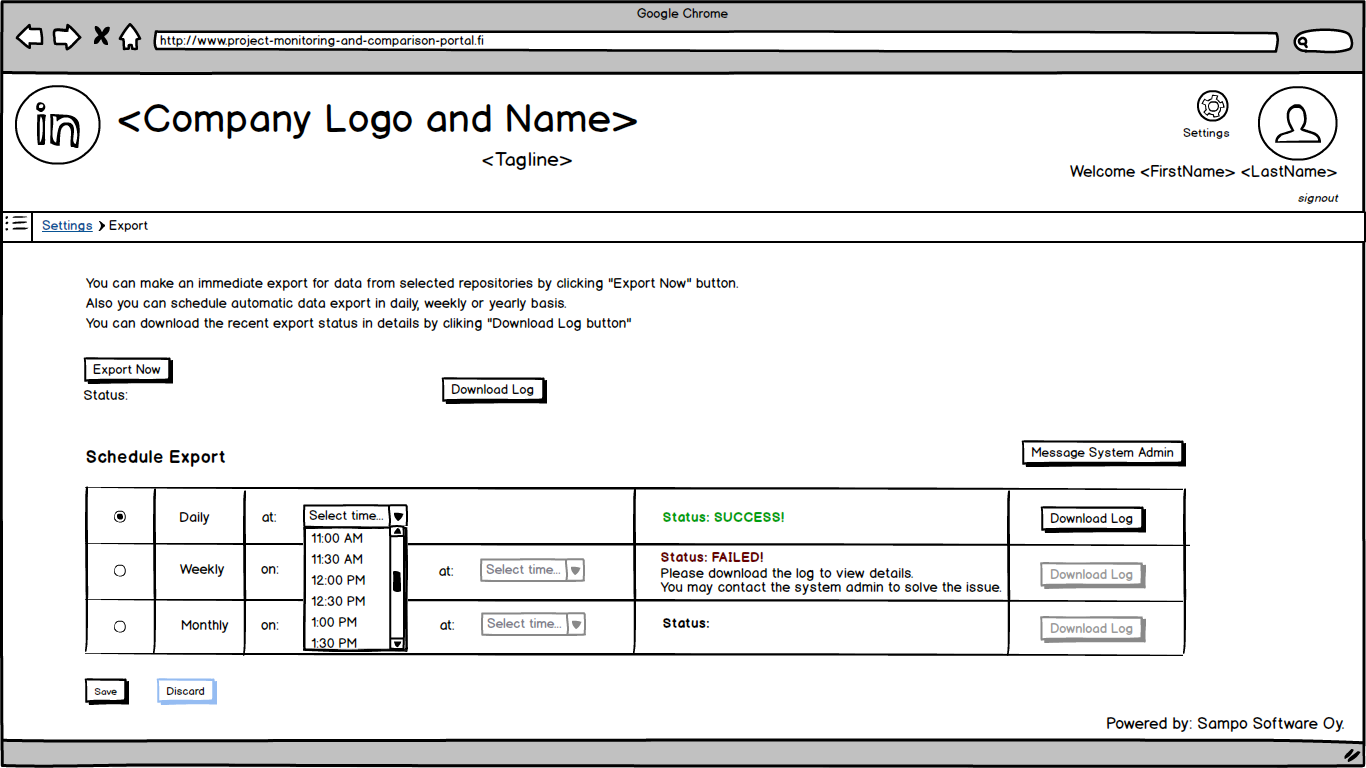 Google Chrome
http://www.project-monitoring-and-comparison-portal.fi
in
<Company Logo and Name>
<Tagline>
Settings
Welcome <FirstName> <LastName>
signout
Settings > Export
You can make an immediate export for data from selected repositories by clicking "Export Now" button.
Also you can schedule automatic data export in daily, weekly or yearly basis.
You can download the recent export status in details by cliking "Download Log button"
Export Now
Status:
Download Log
Schedule Export
Message System Admin
Daily at: Select time... Status: SUCCESS! Download Log
11:00 AM
11:30 AM
12:00 PM
12:30 PM
1:00 PM
1:30 PM
Weekly on: at: Select time... Status: FAILED!
Please download the log to view details.
You may contact the system admin to solve the issue.
Download Log
Monthly on: at: Select time... Status: Download Log
Save
Discard
Powered by: Sampo Software Oy.